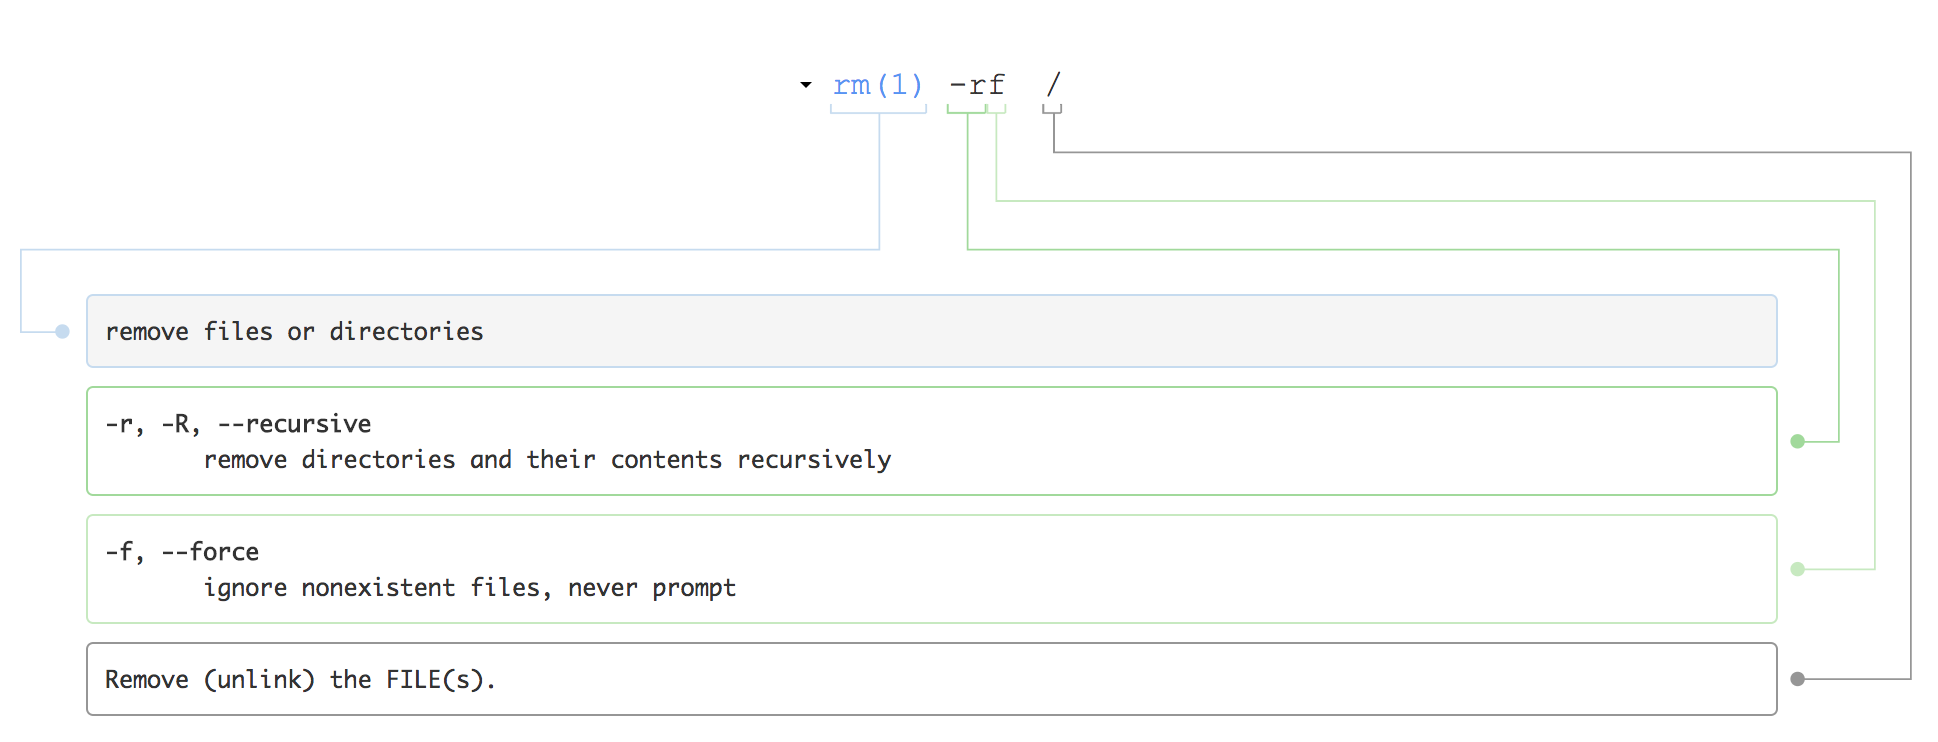 rm(1) -rf /
remove files or directories
-r, -R, --recursive
remove directories and their contents recursively
-f, --force
ignore nonexistent files, never prompt
Remove (unlink) the FILE(s).